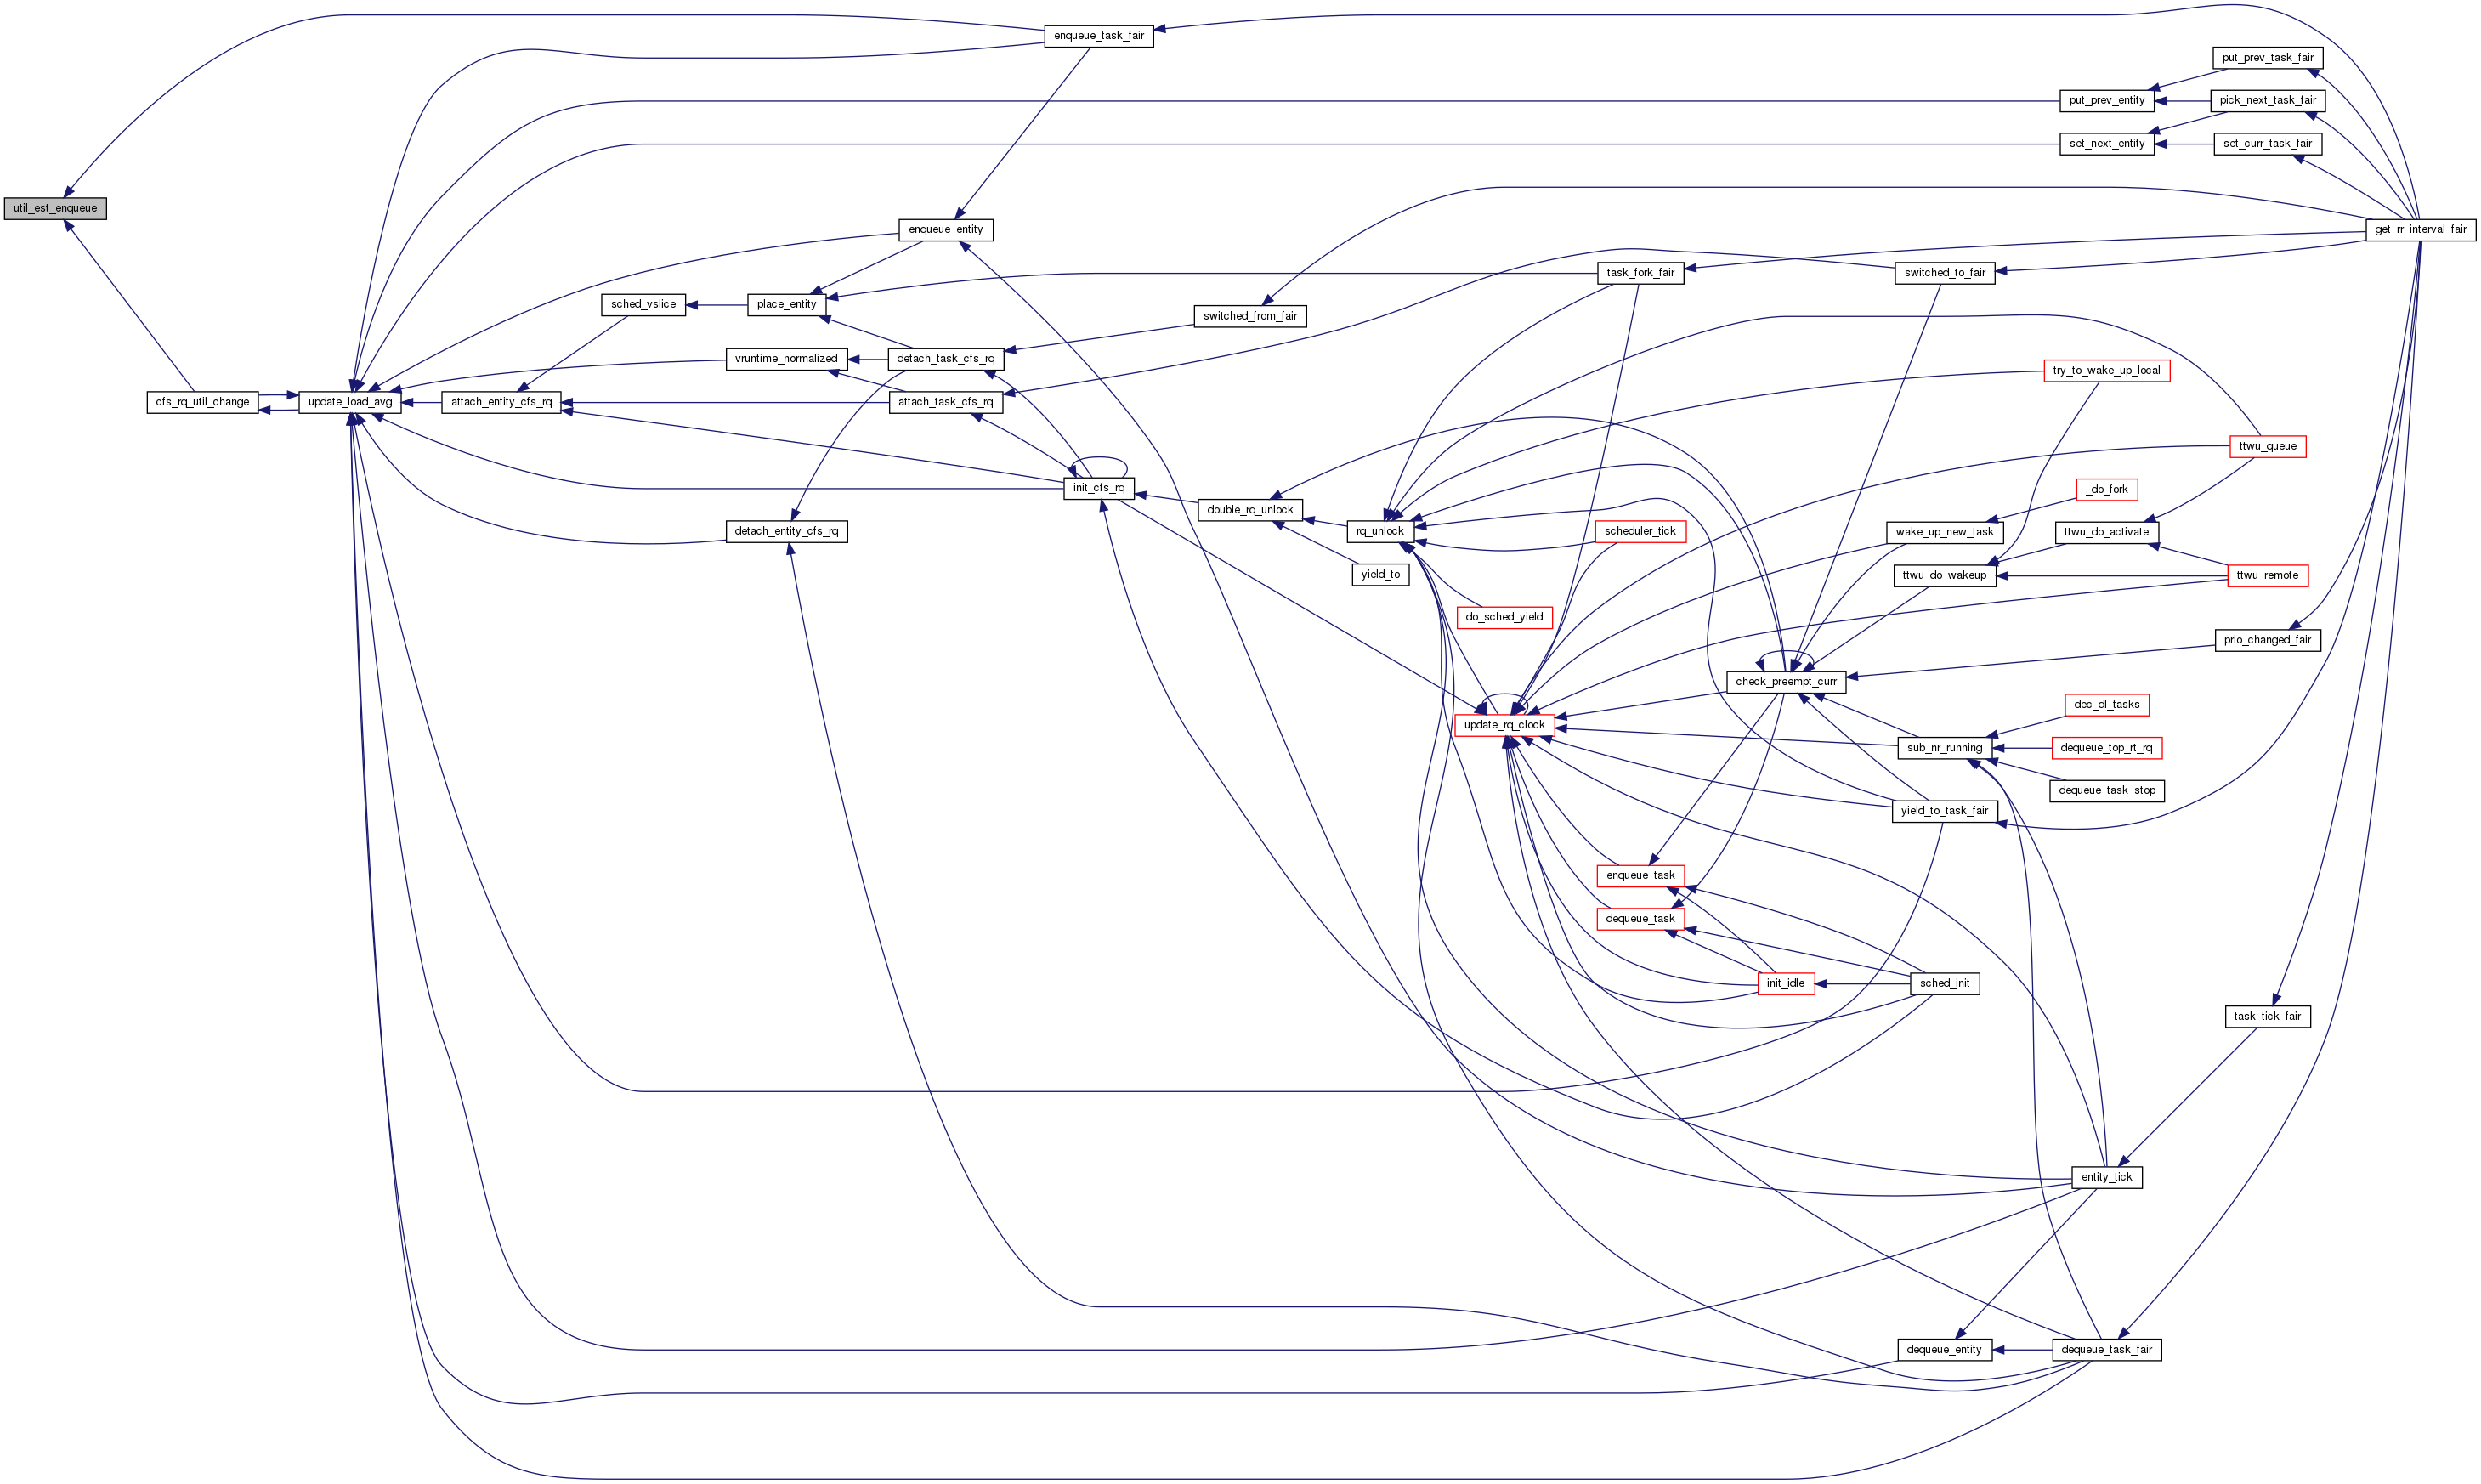 enqueue_task_fair
put_prev_task_fair
put_prev_entity
pick_next_task_fair
set_next_entity
set_curr_task_fair
util_est_enqueue
enqueue_entity
get_rr_interval_fair
task_fork_fair
switched_to_fair
sched_vslice
place_entity
switched_from_fair
vruntime_normalized
detach_task_cfs_rq
try_to_wake_up_local
cfs_rq_util_change
update_load_avg
attach_entity_cfs_rq
attach_task_cfs_rq
ttwu_queue
init_cfs_rq
_do_fork
double_rq_unlock
detach_entity_cfs_rq
rq_unlock
scheduler_tick
wake_up_new_task
ttwu_do_activate
yield_to
ttwu_do_wakeup
ttwu_remote
do_sched_yield
prio_changed_fair
check_preempt_curr
dec_dl_tasks
update_rq_clock
sub_nr_running
dequeue_top_rt_rq
dequeue_task_stop
yield_to_task_fair
enqueue_task
dequeue_task
init_idle
sched_init
task_tick_fair
entity_tick
dequeue_entity
dequeue_task_fair